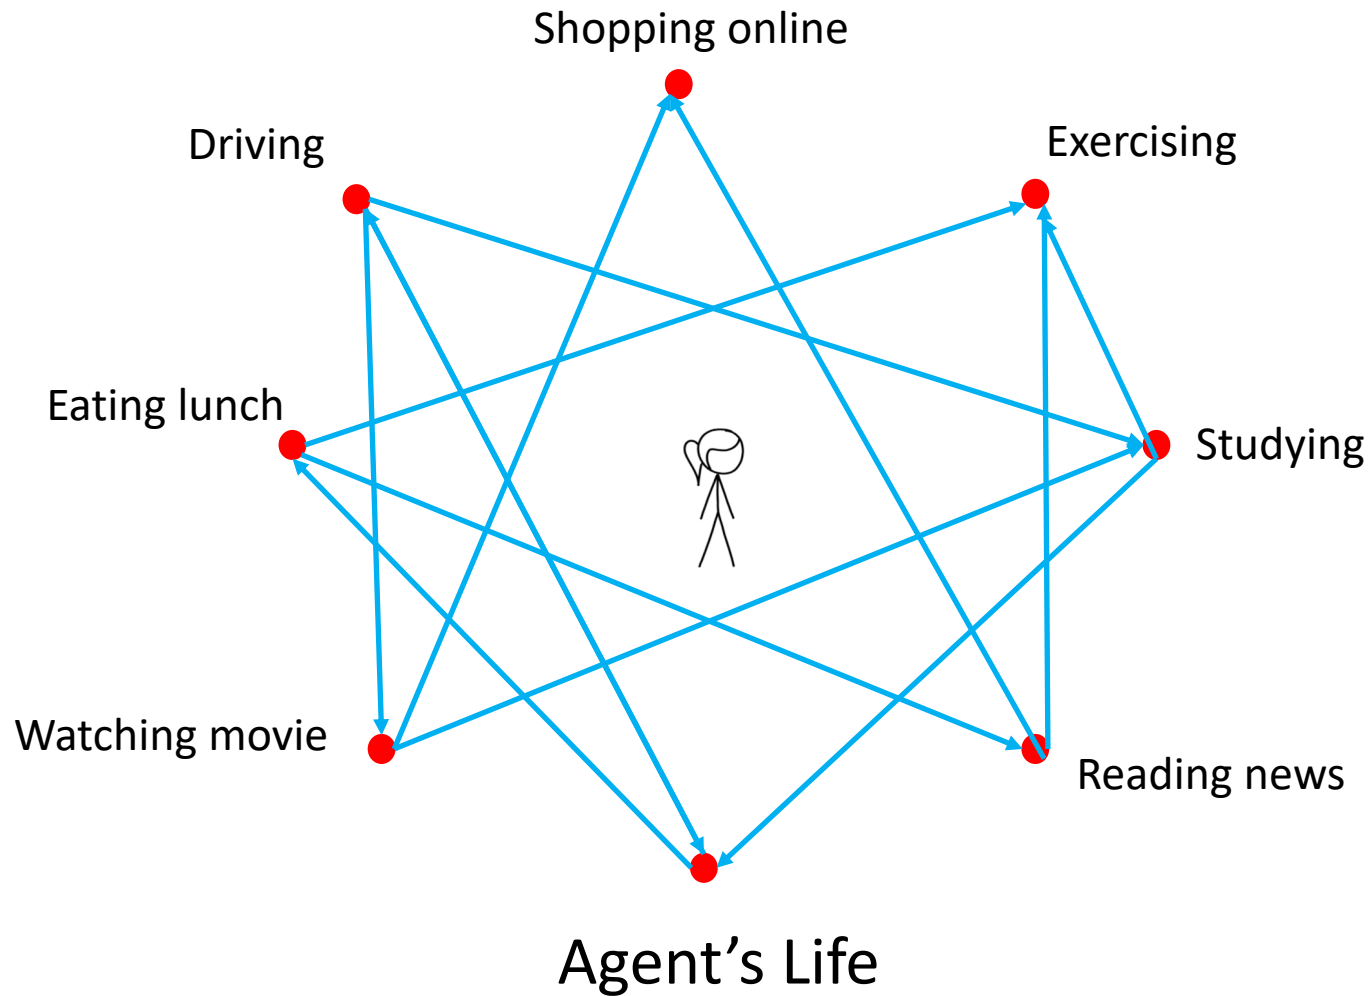 Shopping online
Driving
Exercising
Eating lunch
Studying
Watching movie
Reading news
Agent’s Life